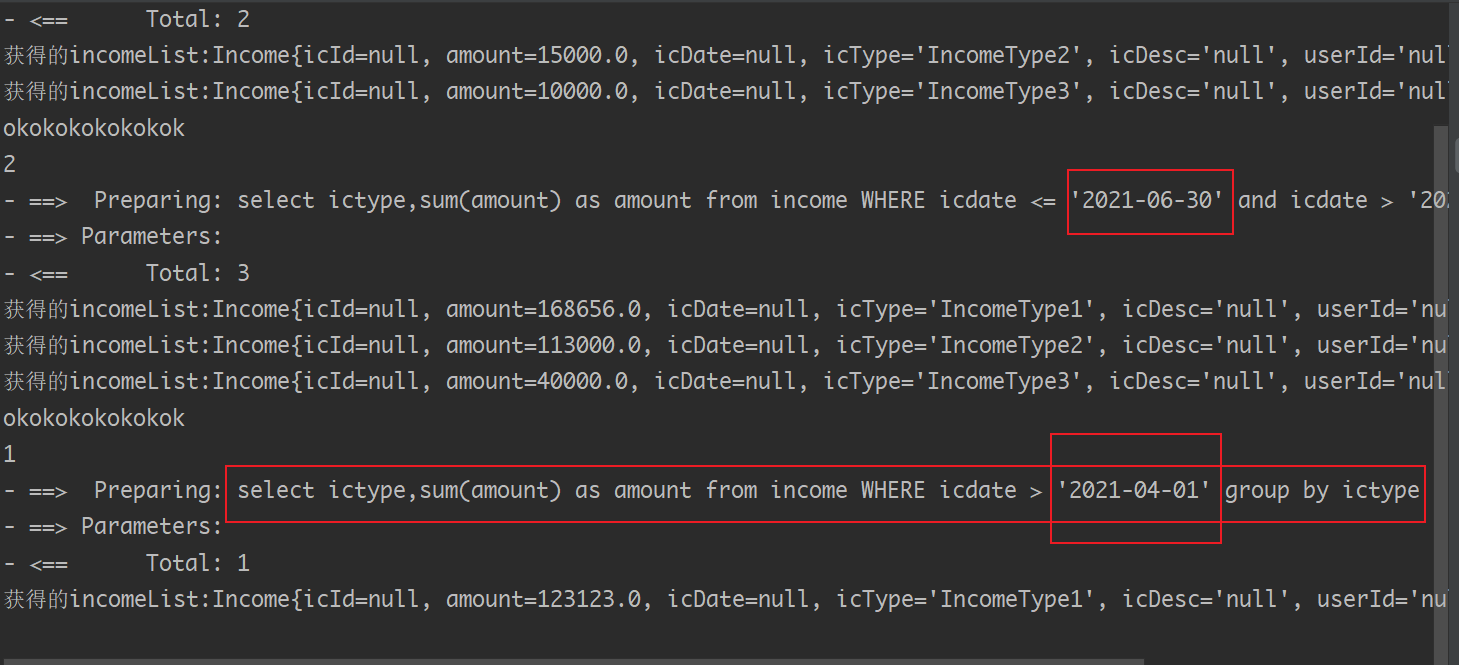 - <==      Total: 2
获得的incomeList:Income{icId=null, amount=15000.0, icDate=null, icType='IncomeType2', icDesc='null', userId='nul
获得的incomeList:Income{icId=null, amount=10000.0, icDate=null, icType='IncomeType3', icDesc='null', userId='nul
okokokokokokok
2
- ==>  Preparing: select ictype,sum(amount) as amount from income WHERE icdate <= '2021-06-30' and icdate > '202
- ==> Parameters:
- <==      Total: 3
获得的incomeList:Income{icId=null, amount=168656.0, icDate=null, icType='IncomeType1', icDesc='null', userId='nu
获得的incomeList:Income{icId=null, amount=113000.0, icDate=null, icType='IncomeType2', icDesc='null', userId='nu
获得的incomeList:Income{icId=null, amount=40000.0, icDate=null, icType='IncomeType3', icDesc='null', userId='nul
okokokokokokok
1
- ==>  Preparing: select ictype,sum(amount) as amount from income WHERE icdate > '2021-04-01' group by ictype
- ==> Parameters:
- <==      Total: 1
获得的incomeList:Income{icId=null, amount=123123.0, icDate=null, icType='IncomeType1', icDesc='null', userId='nu